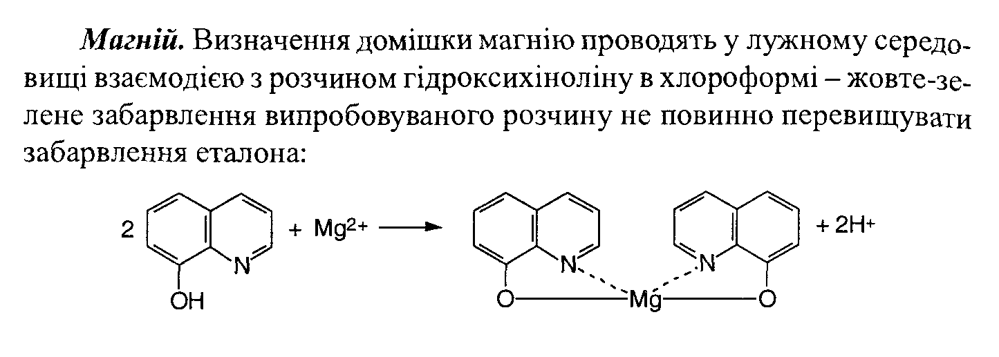 Магній. Визначення домішки магнію проводять у лужному середо-
вищі взаємодією з розчином гідроксихіноліну в хлороформі – жовте-зе-
лене забарвлення випробовуваного розчину не повинно перевищувати
забарвлення еталона:
2 N OH + Mg2+ N O Mg N O + 2H+